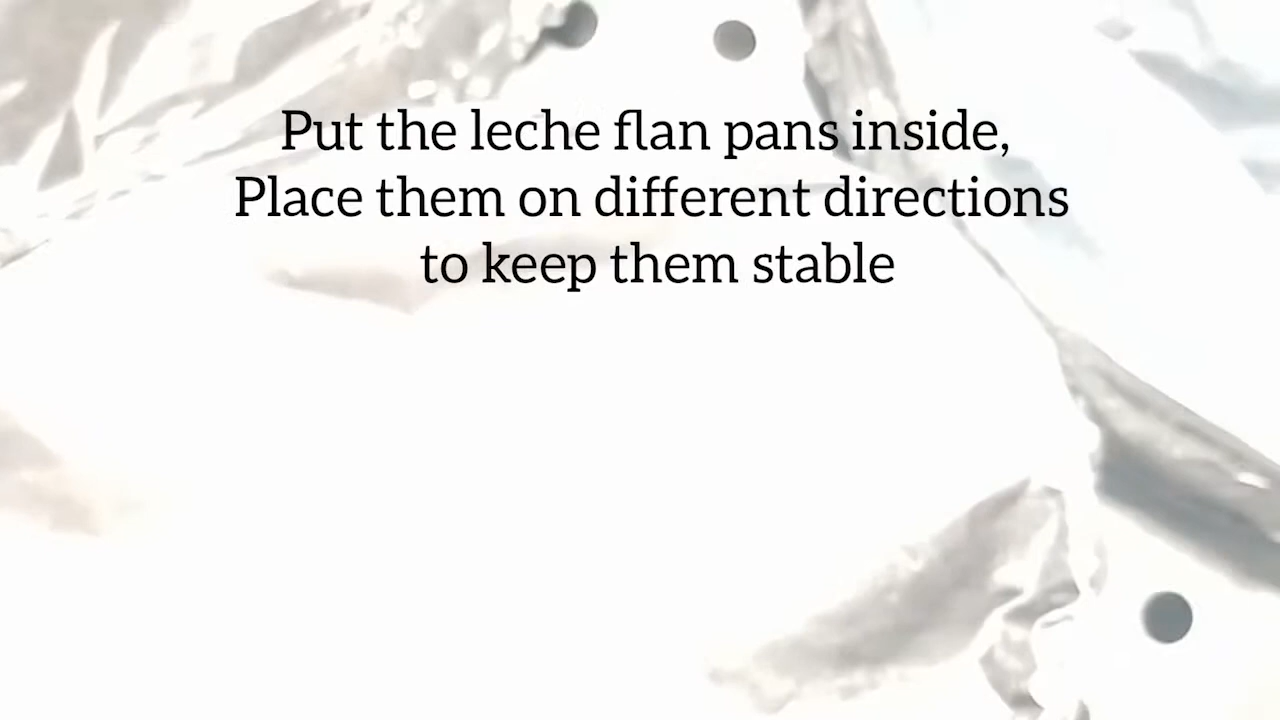 Put the leche flan pans inside,
Place them on different directions
to keep them stable